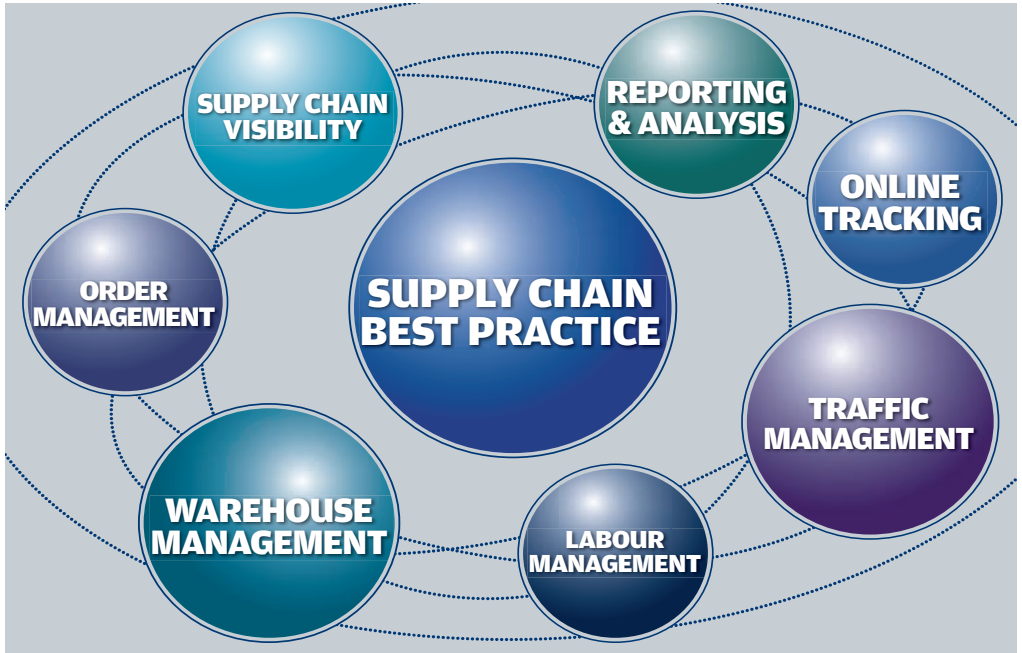 SUPPLY CHAIN
VISIBILITY
REPORTING
& ANALYSIS
ONLINE
TRACKING
ORDER
MANAGEMENT
SUPPLY CHAIN
BEST PRACTICE
TRAFFIC
MANAGEMENT
WAREHOUSE
MANAGEMENT
LABOUR
MANAGEMENT